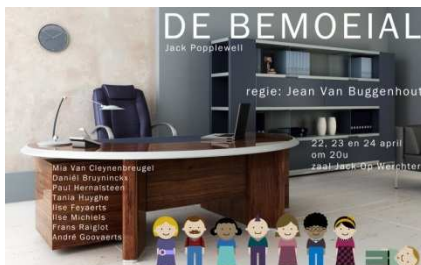 DE BEMOEIAL
Jack Popplewell
regie: Jean Van Buggenhout
22, 23 en 24 april
om 20u
zaal Jack-Op Werchter
Mia Van Cleynenbreugel
Daniël Bruyninckx
Paul Hernalsteen
Tania Huyghe
Ilse Feyaerts
Ilse Michiels
Frans Raiglot
André Goovaerts